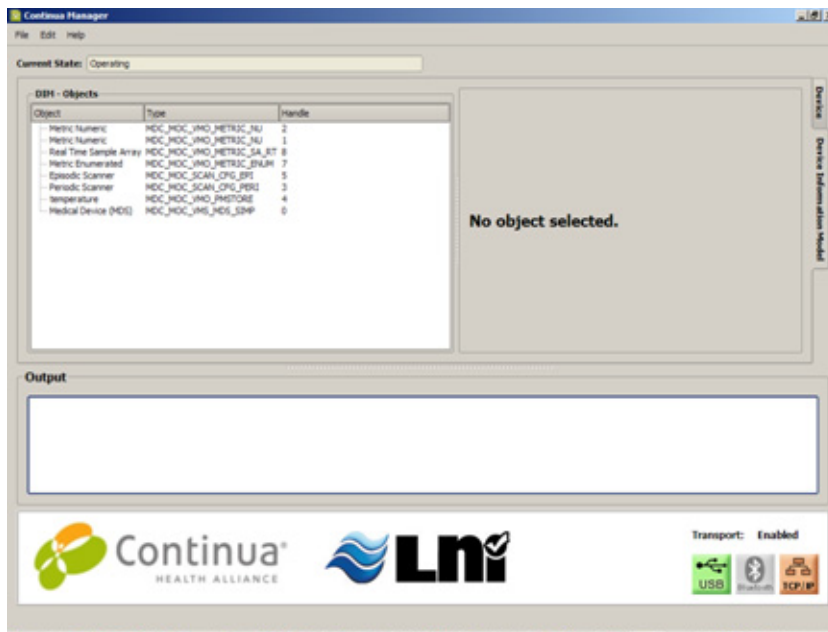 Continua Manager
File Edit Help
Current State: Operating
DIM - Objects
Object Type Handle
Metric Numeric MDC_MOC_VMO_METRIC_NU 2
Metric Numeric MDC_MOC_VMO_METRIC_NU 1
Real Time Sample Array MDC_MOC_VMO_METRIC_SA_RT 8
Metric Enumerated MDC_MOC_VMO_METRIC_ENUM 7
Episodic Scanner MDC_MOC_SCAN_CFG_EPI 5
Periodic Scanner MDC_MOC_SCAN_CFG_PERI 3
temperature MDC_MOC_VMO_PMSTORE 4
Medical Device (MDS) MDC_MOC_VMS_MDS_SIMP 0
No object selected.
Device
Device Information Model
Output
Continua®
HEALTH ALLIANCE
LNI
Transport: Enabled
USB
Bluetooth
TCP/IP